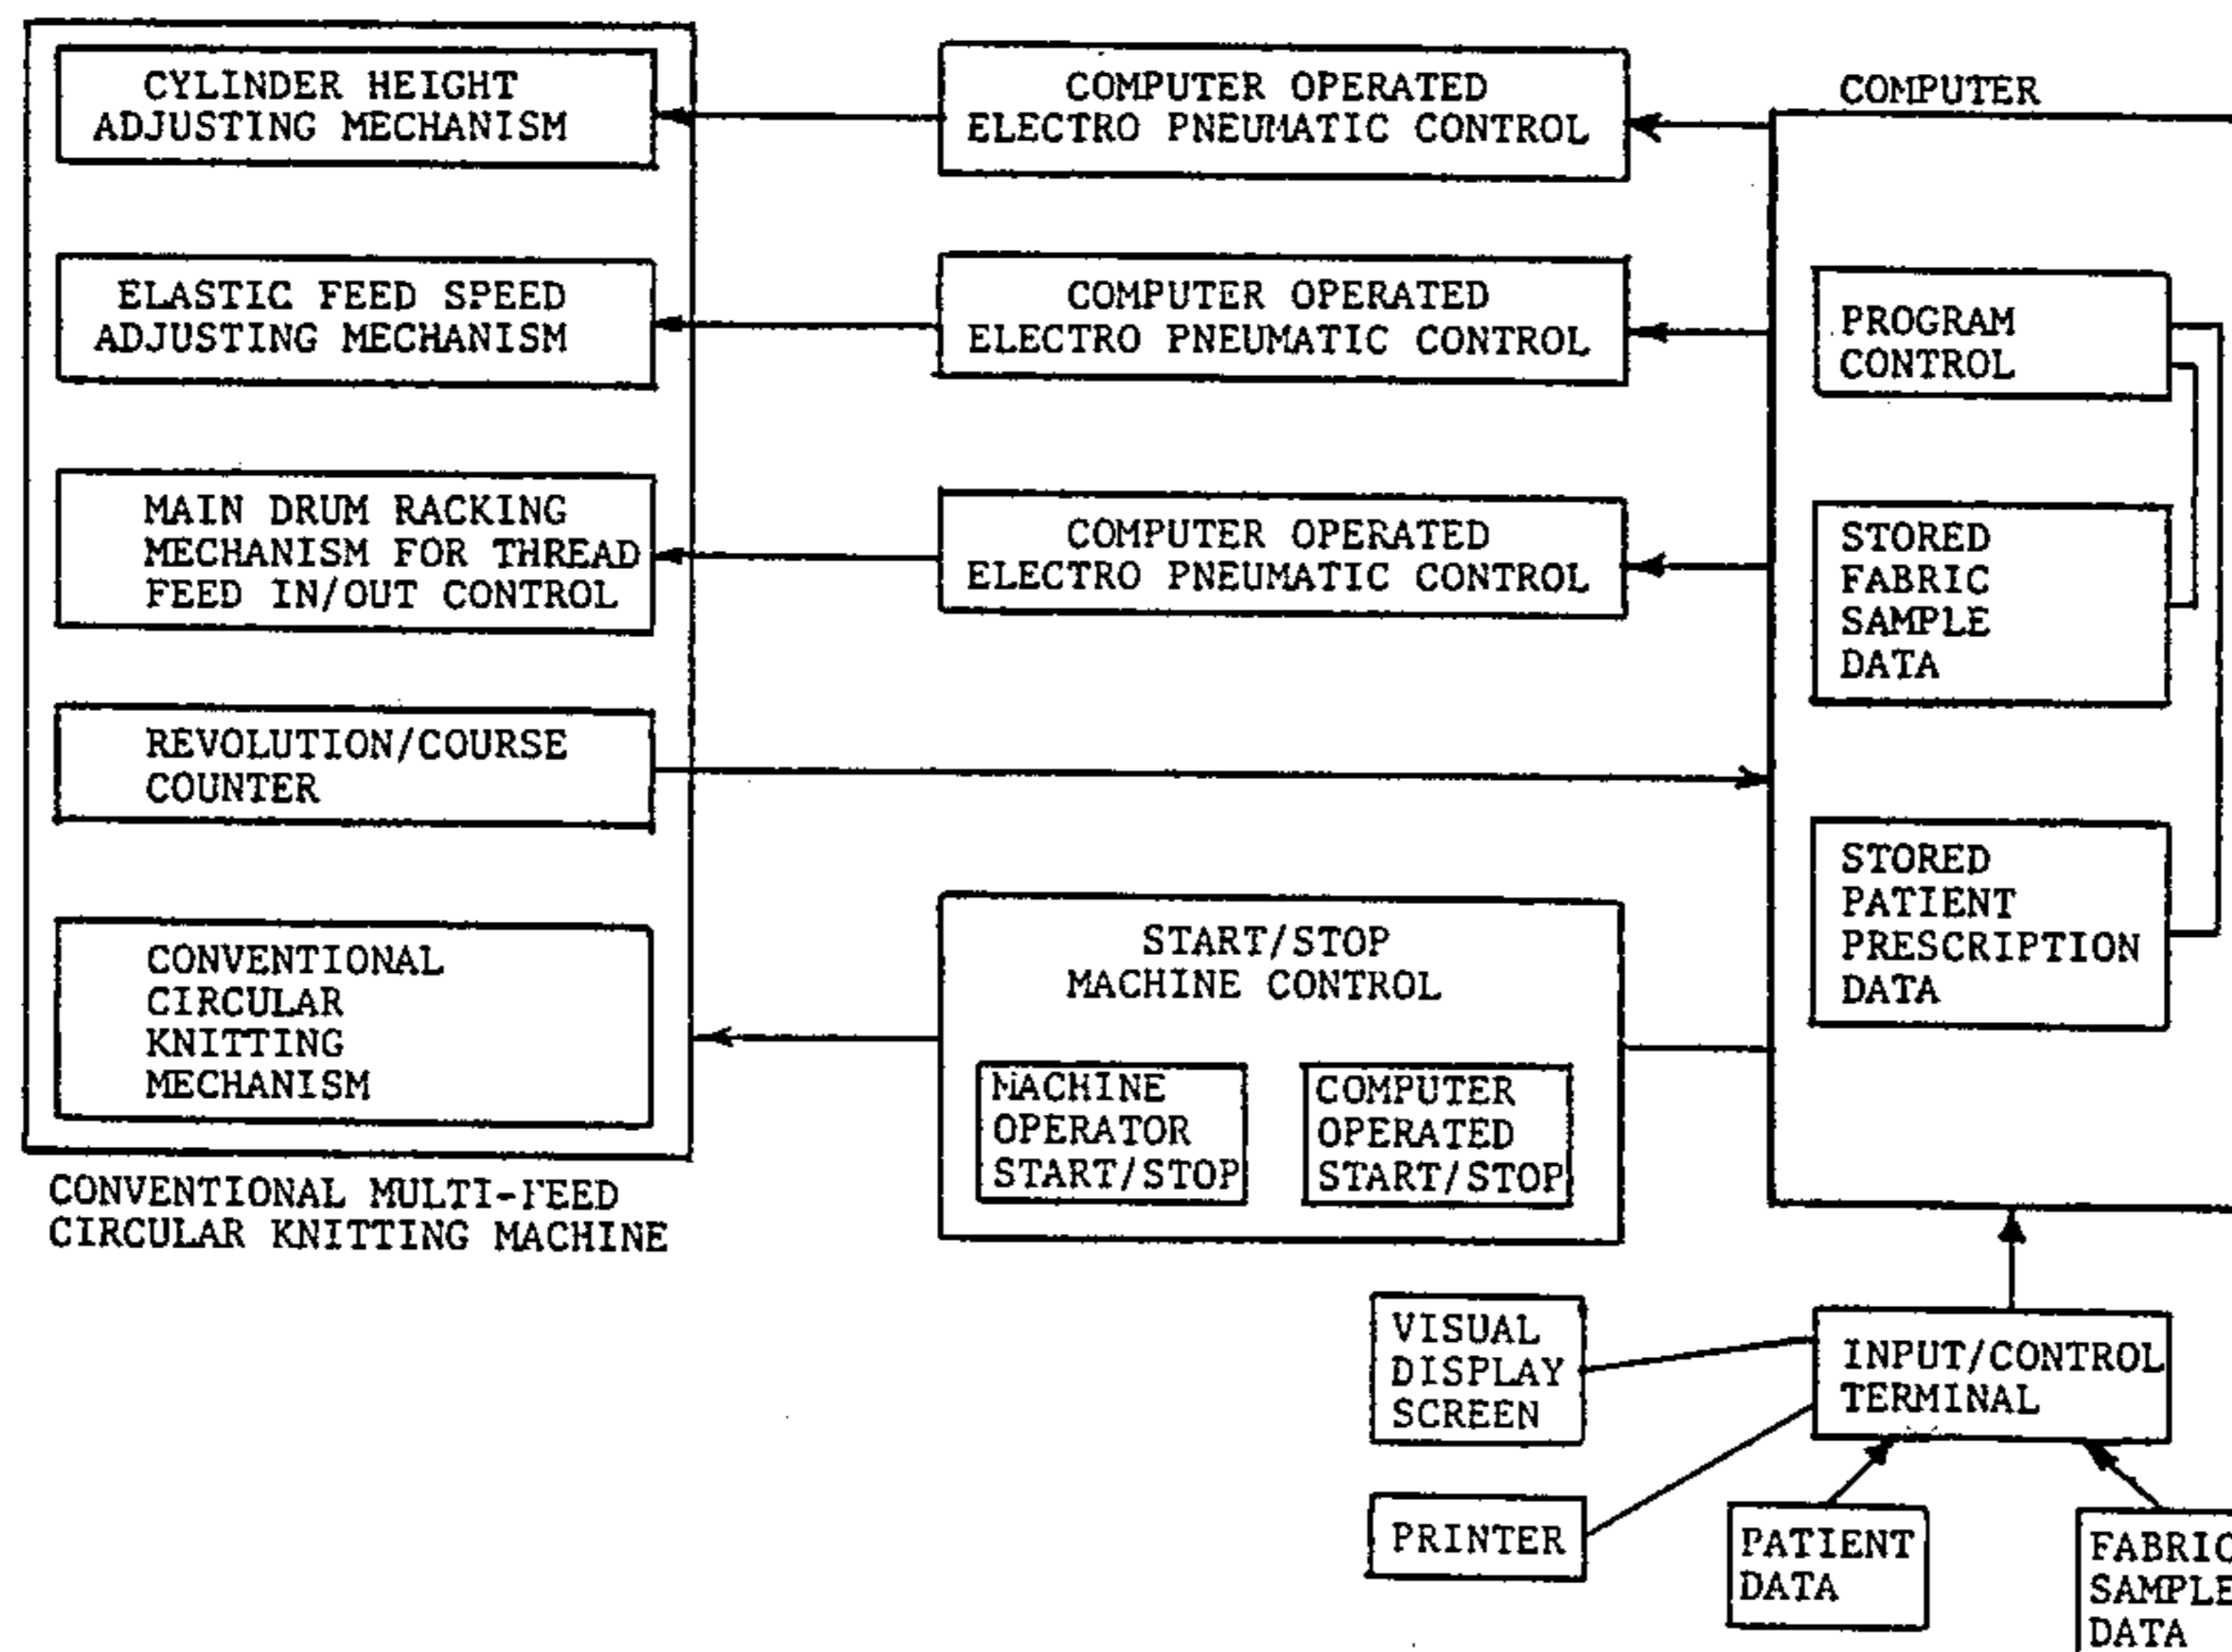 CYLINDER HEIGHT
ADJUSTING MECHANISM
ELASTIC FEED SPEED
ADJUSTING MECHANISM
MAIN DRUM RACKING
MECHANISM FOR THREAD
FEED IN/OUT CONTROL
REVOLUTION/COURSE
COUNTER
CONVENTIONAL
CIRCULAR
KNITTING
MECHANISM
CONVENTIONAL MULTI-FEED
CIRCULAR KNITTING MACHINE
COMPUTER OPERATED
ELECTRO PNEUMATIC CONTROL
COMPUTER OPERATED
ELECTRO PNEUMATIC CONTROL
COMPUTER OPERATED
ELECTRO PNEUMATIC CONTROL
START/STOP
MACHINE CONTROL
MACHINE
OPERATOR
START/STOP
COMPUTER
OPERATED
START/STOP
COMPUTER
PROGRAM
CONTROL
STORED
FABRIC
SAMPLE
DATA
STORED
PATIENT
PRESCRIPTION
DATA
VISUAL
DISPLAY
SCREEN
PRINTER
INPUT/CONTROL
TERMINAL
PATIENT
DATA
FABRIC
SAMPLE
DATA